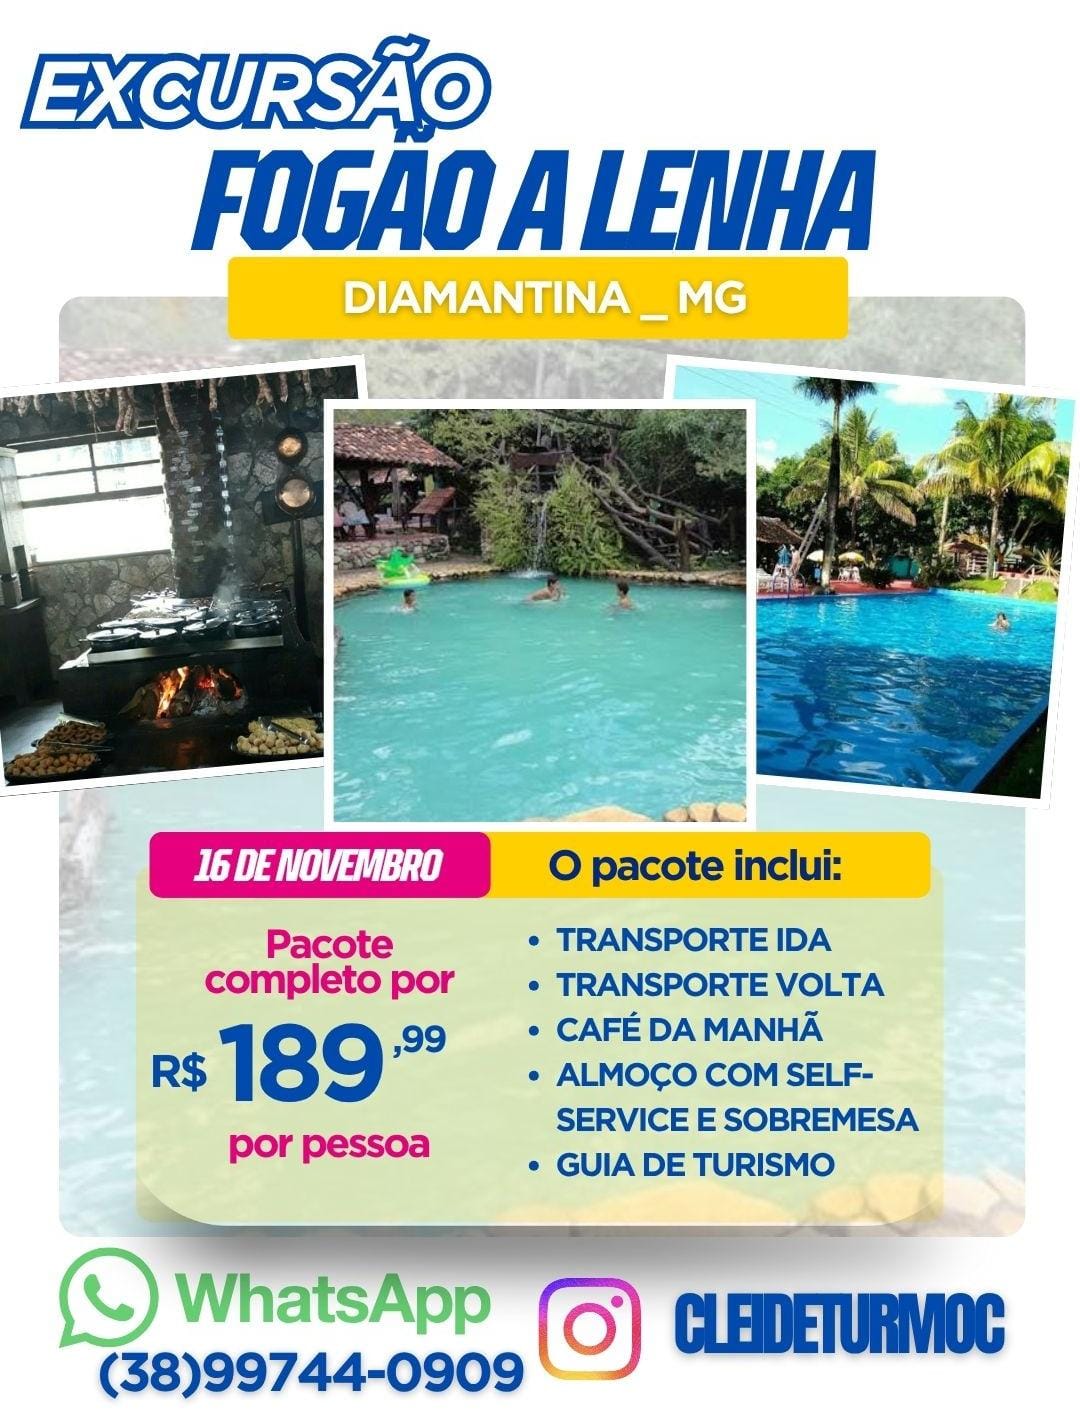 EXCURSÃO
FOGÃO A LENHA
DIAMANTINA _ MG
16 DE NOVEMBRO
O pacote inclui:
Pacote
completo por
R$ 189,99
por pessoa
• TRANSPORTE IDA
• TRANSPORTE VOLTA
• CAFÉ DA MANHÃ
• ALMOÇO COM SELF-
SERVICE E SOBREMESA
• GUIA DE TURISMO
WhatsApp
(38)99744-0909
CLEIDETURMOC